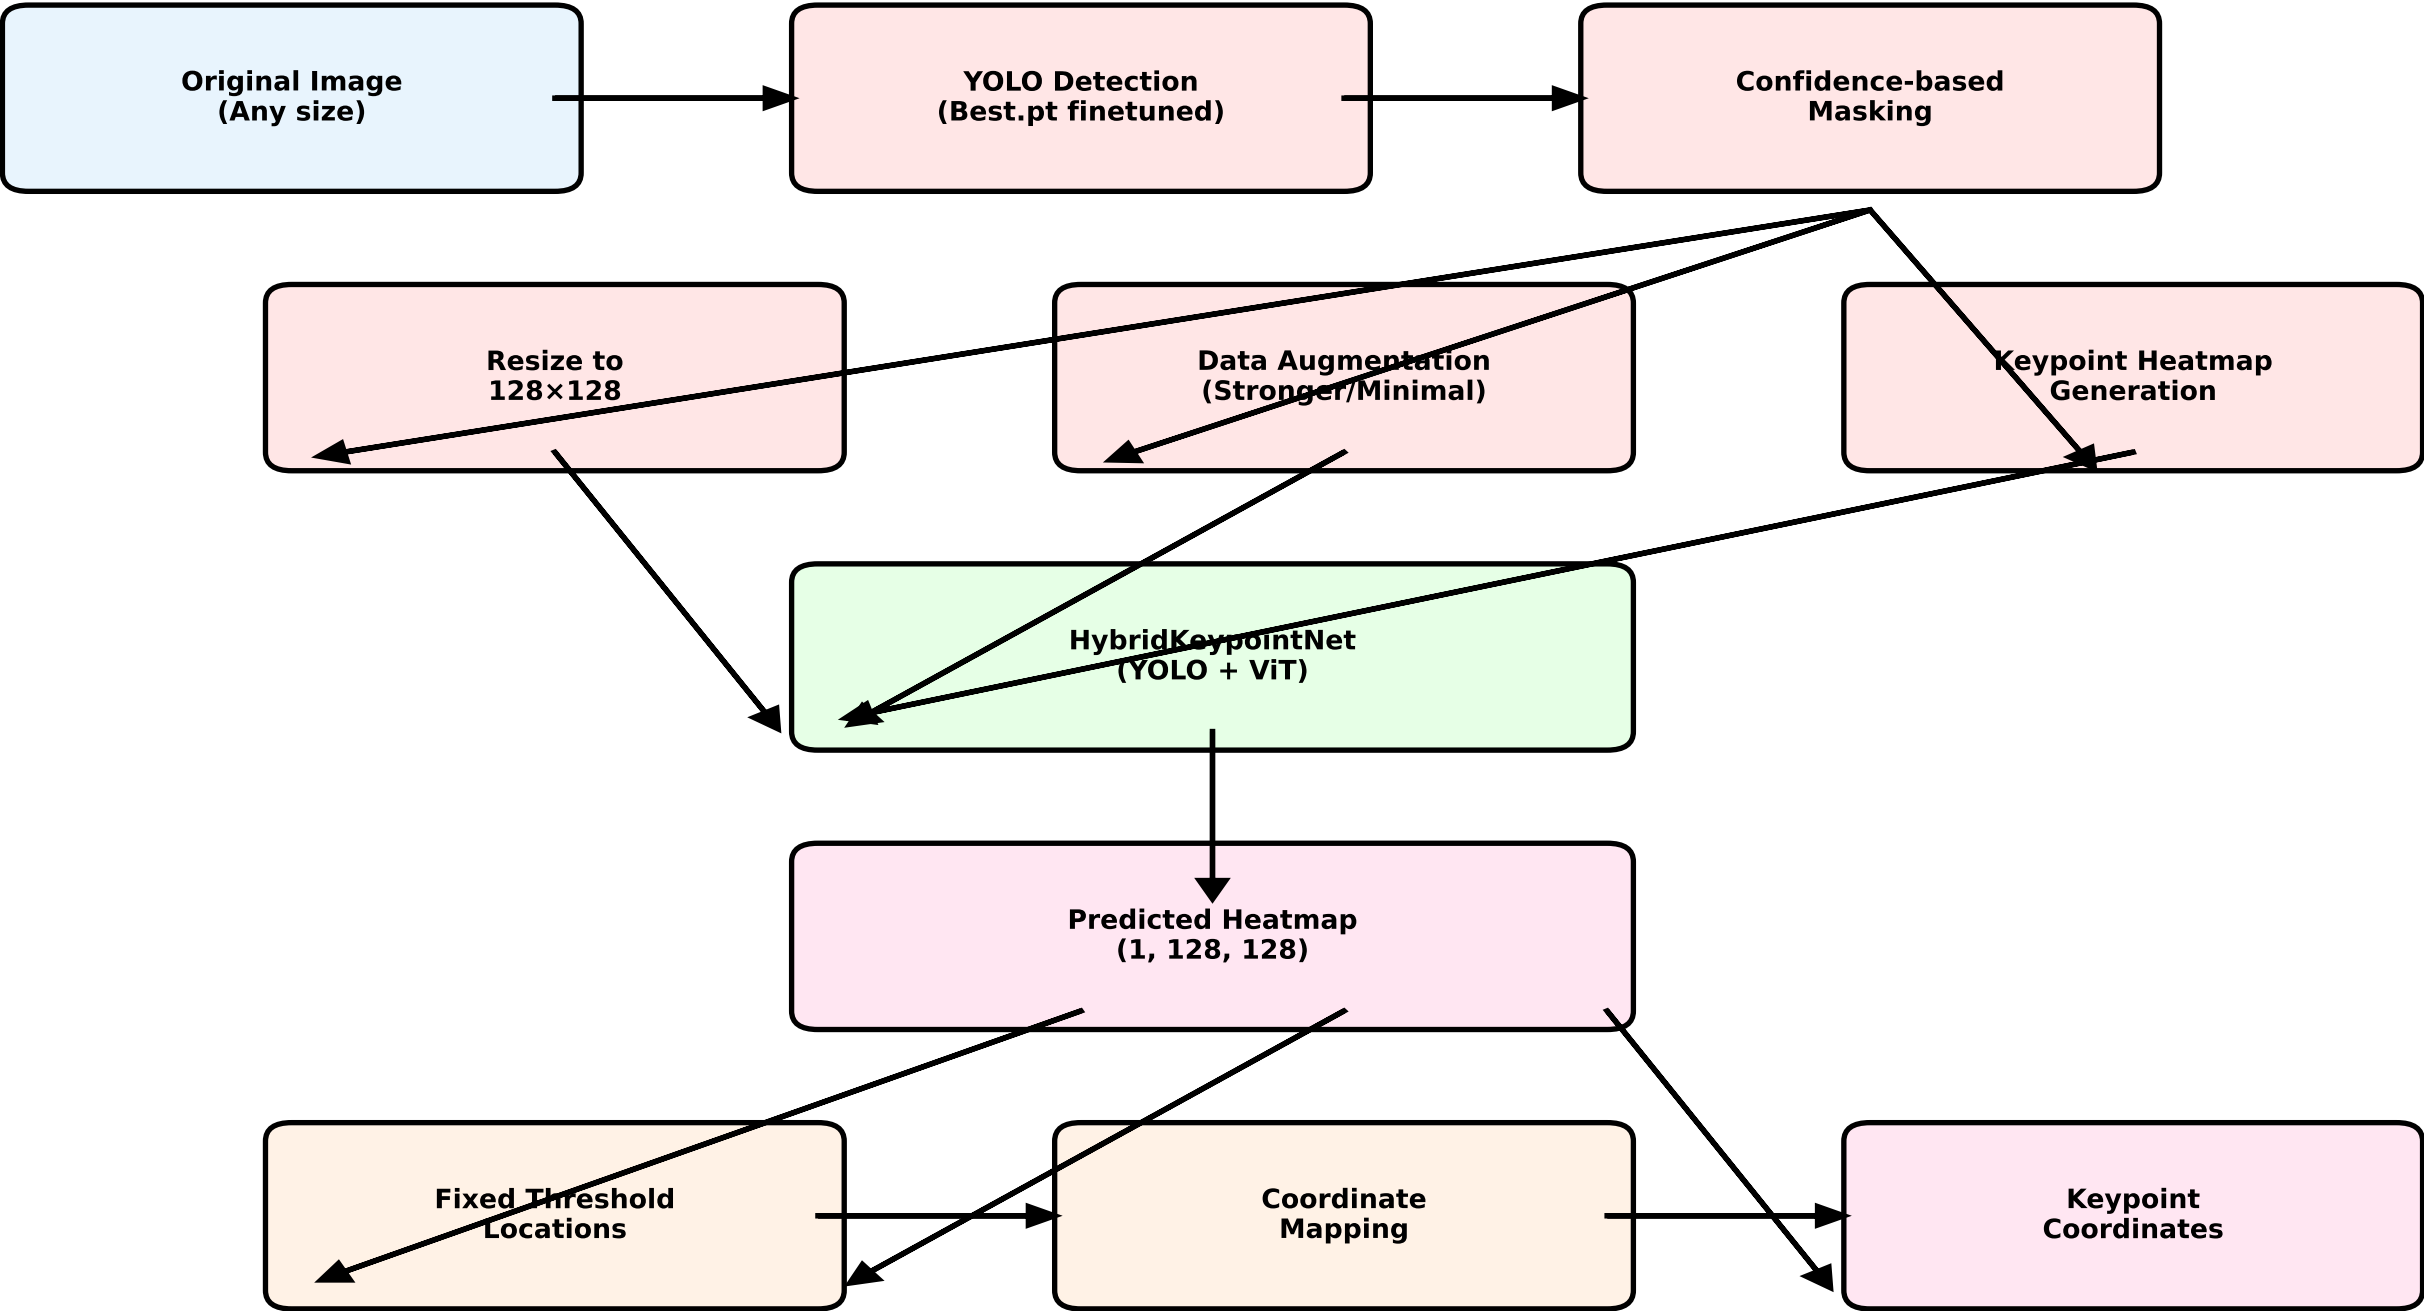 Original Image
(Any size)
YOLO Detection
(Best.pt finetuned)
Confidence-based
Masking
Resize to
128×128
Data Augmentation
(Stronger/Minimal)
Keypoint Heatmap
Generation
HybridKeypointNet
(YOLO + ViT)
Predicted Heatmap
(1, 128, 128)
Fixed Threshold
Locations
Coordinate
Mapping
Keypoint
Coordinates